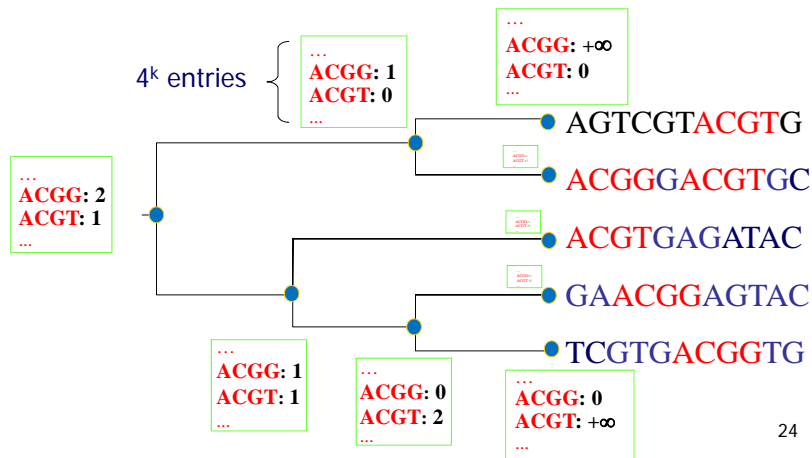 ...
ACGG: +∞
ACGT: 0
...
4ᵏ entries
...
ACGG: 1
ACGT: 0
...
AGTCGTACGTG
ACGGGACGTGC
...
ACGG: 2
ACGT: 1
...
ACGTGAGATAC
GAACGGAGTAC
TCGTGACGGTG
...
ACGG: 1
ACGT: 1
...
...
ACGG: 0
ACGT: 2
...
...
ACGG: 0
ACGT: +∞
...
24